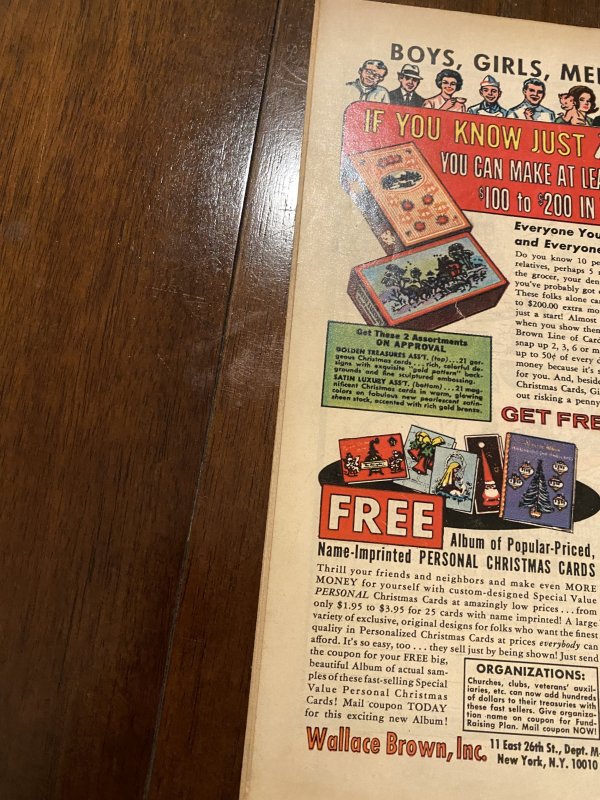 BOYS, GIRLS,
IF YOU KNOW JUST
YOU CAN MAKE AT
$100 to $200 IN
Everyone
and Everyone
Do you know 10
relatives, perhaps 5
the grocer, your
you've probably got
These folks alone
to $200.00 extra
just a start! Almost
when you show
Brown Line of
snap up 2, 3, 6 or
up to 50¢ of every
money because it's
for you. And,
Christmas Cards,
out risking a penny
Get These 2 Assortments
ON APPROVAL
GOLDEN TREASURES ASS'T. (top)...21 gor-
geous Christmas cards...rich, colorful de-
signs with exquisite "gold pattern" back-
grounds and fine sculptured embossing.
SATIN LUXURY ASS'T. (bottom)...21 mag-
nificent Christmas cards in warm, glowing
colors on fabulous new pearlescent satin-
sheen stock, accented with rich gold bronze.
GET
FREE
Album of Popular-Priced,
Name-Imprinted PERSONAL CHRISTMAS CARDS
Thrill your friends and neighbors and make even MORE
MONEY for yourself with custom-designed Special Value
PERSONAL Christmas Cards at amazingly low prices...from
only $1.95 to $3.95 for 25 cards with name imprinted! A large
variety of exclusive, original designs for folks who want the finest
quality in Personalized Christmas Cards at prices everybody can
afford. It's so easy, too...they sell just by being shown! Just send
the coupon for your FREE big,
beautiful Album of actual sam-
ples of these fast-selling Special
Value Personal Christmas
Cards! Mail coupon TODAY
for this exciting new Album!
ORGANIZATIONS:
Churches, clubs, veterans' auxil-
iaries, etc. can now add hundreds
of dollars to their treasuries with
these fast sellers. Give organiza-
tion name on coupon for Fund-
Raising Plan. Mail coupon NOW!
Wallace Brown, Inc.
11 East 26th St., Dept.
New York, N.Y. 10010